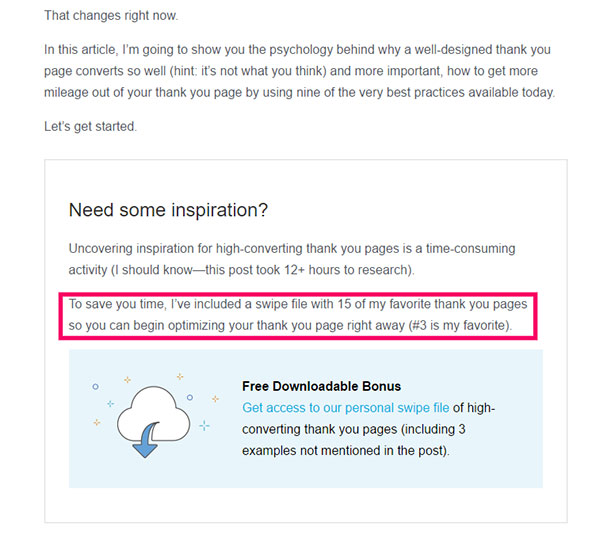 That changes right now.
In this article, I’m going to show you the psychology behind why a well-designed thank you
page converts so well (hint: it’s not what you think) and more important, how to get more
mileage out of your thank you page by using nine of the very best practices available today.
Let’s get started.
Need some inspiration?
Uncovering inspiration for high-converting thank you pages is a time-consuming
activity (I should know—this post took 12+ hours to research).
To save you time, I’ve included a swipe file with 15 of my favorite thank you pages
so you can begin optimizing your thank you page right away (#3 is my favorite).
Free Downloadable Bonus
Get access to our personal swipe file of high-
converting thank you pages (including 3
examples not mentioned in the post).